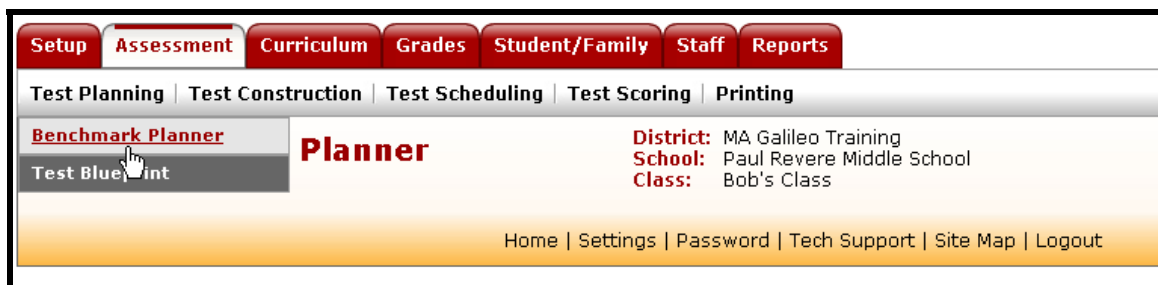 Setup Assessment Curriculum Grades Student/Family Staff Reports
Test Planning | Test Construction | Test Scheduling | Test Scoring | Printing
Benchmark Planner
Test Blueprint
Planner
District: MA Galileo Training
School: Paul Revere Middle School
Class: Bob's Class
Home | Settings | Password | Tech Support | Site Map | Logout